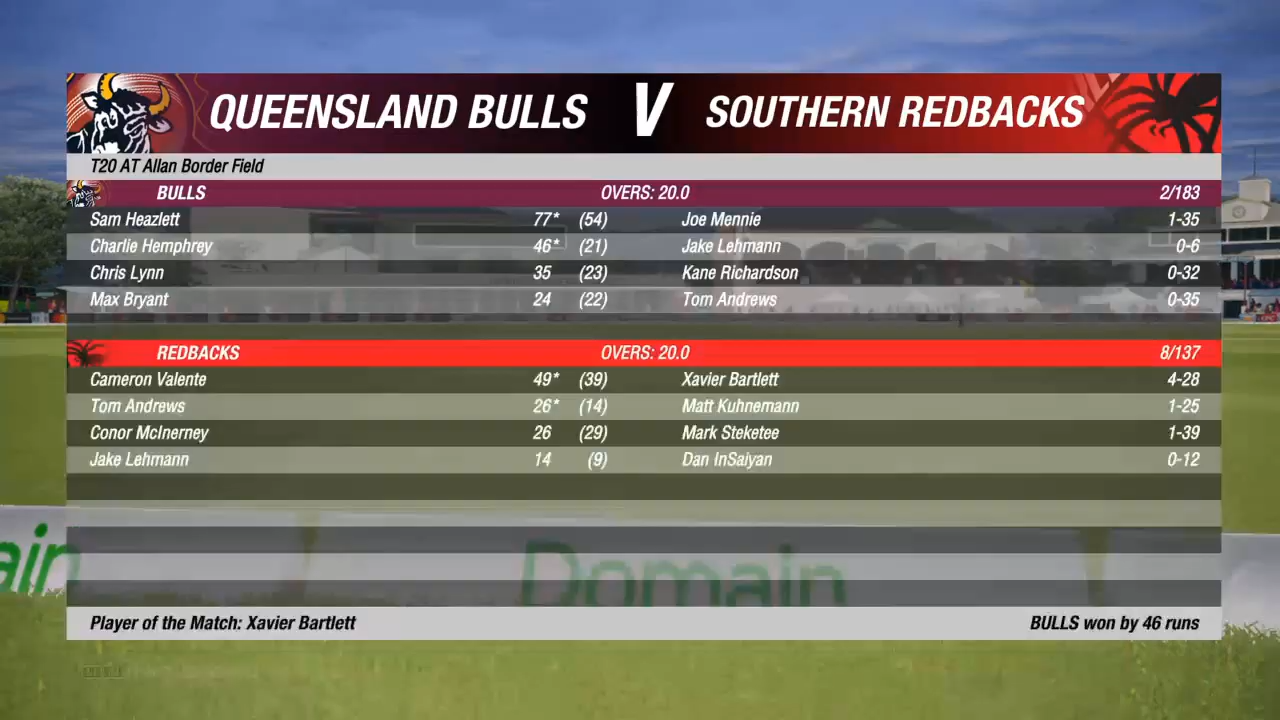 QUEENSLAND BULLS V SOUTHERN REDBACKS
T20 AT Allan Border Field
BULLS OVERS: 20.0 2/183
Sam Heazlett 77* (54) Joe Mennie 1-35
Charlie Hemphrey 46* (21) Jake Lehmann 0-6
Chris Lynn 35 (23) Kane Richardson 0-32
Max Bryant 24 (22) Tom Andrews 0-35
REDBACKS OVERS: 20.0 8/137
Cameron Valente 49* (39) Xavier Bartlett 4-28
Tom Andrews 26* (14) Matt Kuhnemann 1-25
Conor McInerney 26 (29) Mark Steketee 1-39
Jake Lehmann 14 (9) Dan InSaiyan 0-12
ain Domain
Player of the Match: Xavier Bartlett BULLS won by 46 runs